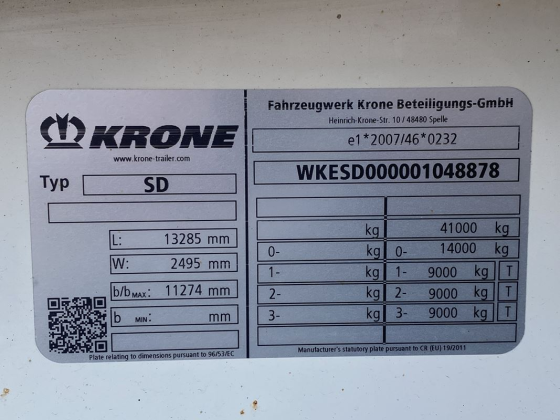 KRONE
www.krone-trailer.com
Typ SD
L: 13285 mm
W: 2495 mm
b/b MAX: 11274 mm
b MIN: mm
Plate relating to dimensions pursuant to 96/53/EC
Fahrzeugwerk Krone Beteiligungs-GmbH
Heinrich-Krone-Str. 10 / 48480 Spelle
e1*2007/46*0232
WKESD000001048878
kg 41000 kg
0- kg 0- 14000 kg
1- kg 1- 9000 kg T
2- kg 2- 9000 kg T
3- kg 3- 9000 kg T
Manufacturer's statutory plate pursuant to CR (EU) 19/2011